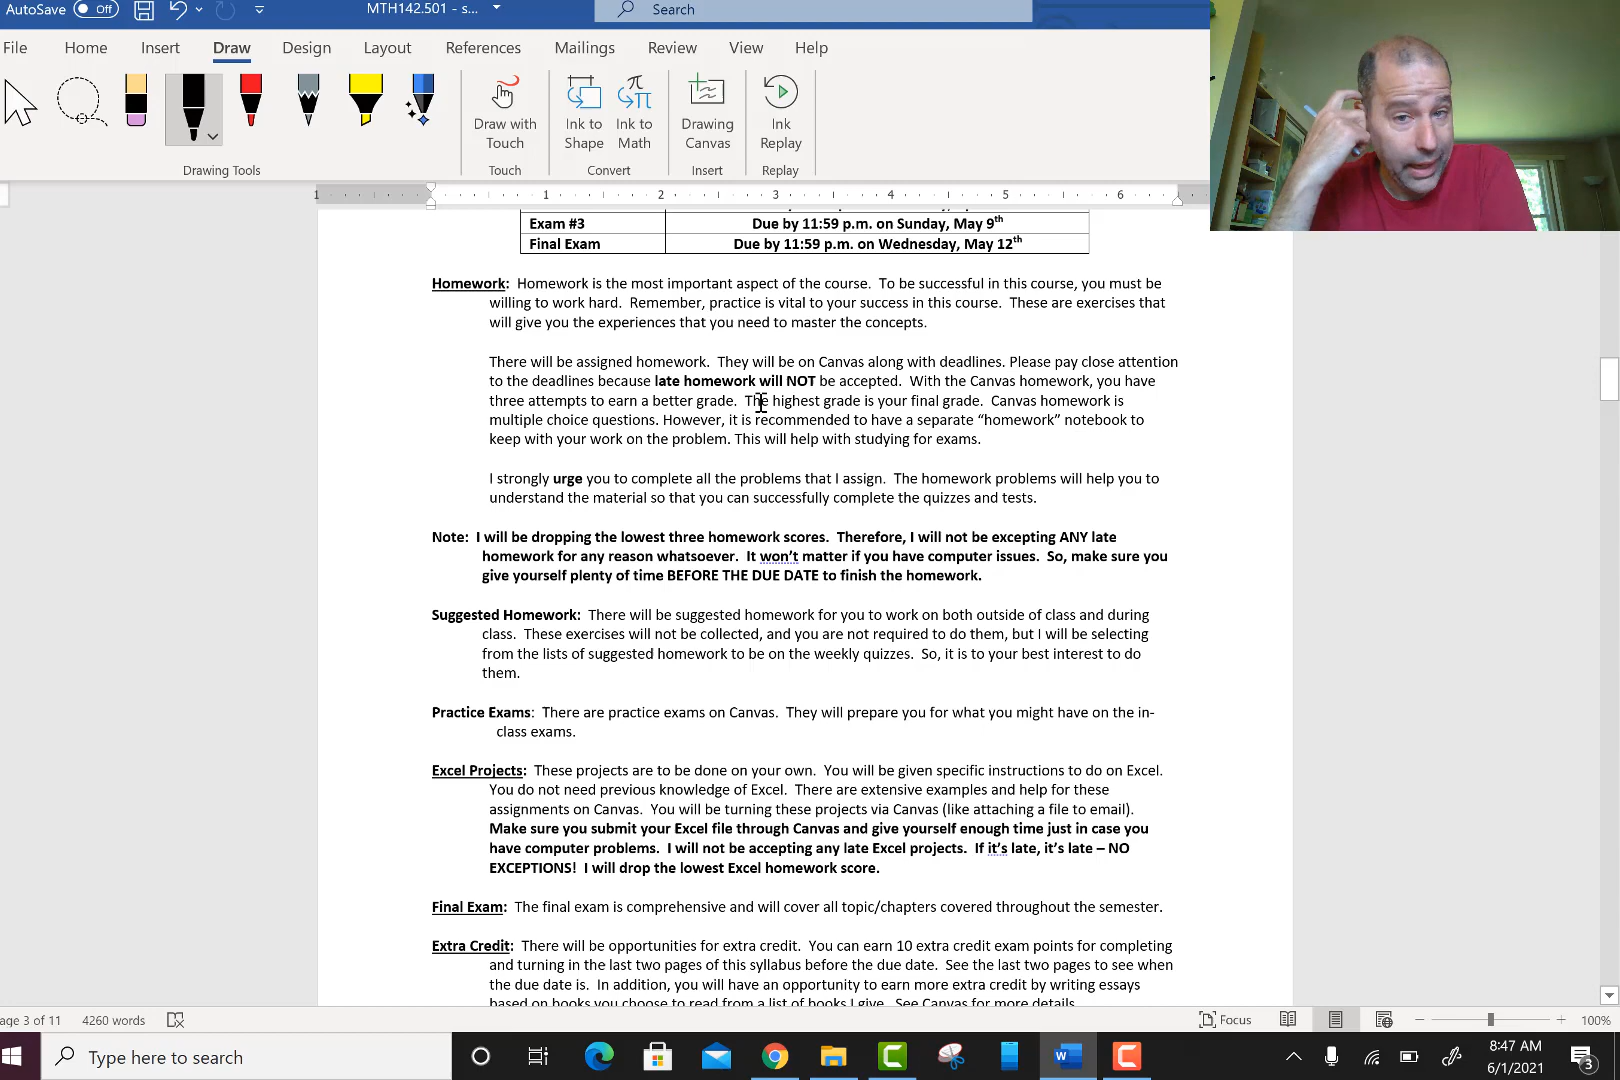 AutoSave Off MTH142.501 - s... Search
File Home Insert Draw Design Layout References Mailings Review View Help
Draw with Touch
Ink to Shape
Ink to Math
Drawing Canvas
Ink Replay
Drawing Tools Touch Convert Insert Replay
1 1 2 3 4 5 6
Exam #3 Due by 11:59 p.m. on Sunday, May 9th
Final Exam Due by 11:59 p.m. on Wednesday, May 12th
Homework: Homework is the most important aspect of the course. To be successful in this course, you must be
willing to work hard. Remember, practice is vital to your success in this course. These are exercises that
will give you the experiences that you need to master the concepts.
There will be assigned homework. They will be on Canvas along with deadlines. Please pay close attention
to the deadlines because late homework will NOT be accepted. With the Canvas homework, you have
three attempts to earn a better grade. The highest grade is your final grade. Canvas homework is
multiple choice questions. However, it is recommended to have a separate “homework” notebook to
keep with your work on the problem. This will help with studying for exams.
I strongly urge you to complete all the problems that I assign. The homework problems will help you to
understand the material so that you can successfully complete the quizzes and tests.
Note: I will be dropping the lowest three homework scores. Therefore, I will not be excepting ANY late
homework for any reason whatsoever. It won’t matter if you have computer issues. So, make sure you
give yourself plenty of time BEFORE THE DUE DATE to finish the homework.
Suggested Homework: There will be suggested homework for you to work on both outside of class and during
class. These exercises will not be collected, and you are not required to do them, but I will be selecting
from the lists of suggested homework to be on the weekly quizzes. So, it is to your best interest to do
them.
Practice Exams: There are practice exams on Canvas. They will prepare you for what you might have on the in-
class exams.
Excel Projects: These projects are to be done on your own. You will be given specific instructions to do on Excel.
You do not need previous knowledge of Excel. There are extensive examples and help for these
assignments on Canvas. You will be turning these projects via Canvas (like attaching a file to email).
Make sure you submit your Excel file through Canvas and give yourself enough time just in case you
have computer problems. I will not be accepting any late Excel projects. If it’s late, it’s late – NO
EXCEPTIONS! I will drop the lowest Excel homework score.
Final Exam: The final exam is comprehensive and will cover all topic/chapters covered throughout the semester.
Extra Credit: There will be opportunities for extra credit. You can earn 10 extra credit exam points for completing
and turning in the last two pages of this syllabus before the due date. See the last two pages to see when
the due date is. In addition, you will have an opportunity to earn more extra credit by writing essays
based on books you choose to read from a list of books I give. See Canvas for more details.
age 3 of 11 4260 words Focus 100%
Type here to search
8:47 AM
6/1/2021
3